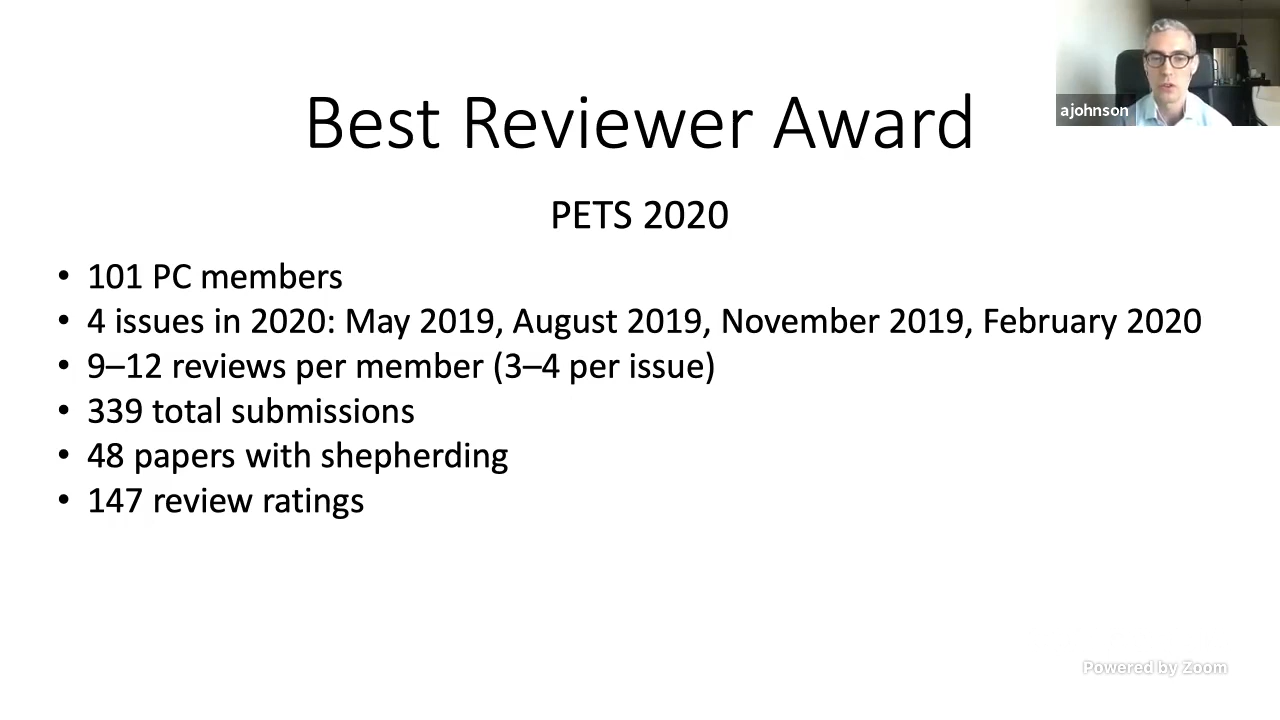 Best Reviewer Award
ajohnson
PETS 2020
• 101 PC members
• 4 issues in 2020: May 2019, August 2019, November 2019, February 2020
• 9–12 reviews per member (3–4 per issue)
• 339 total submissions
• 48 papers with shepherding
• 147 review ratings
Powered by Zoom